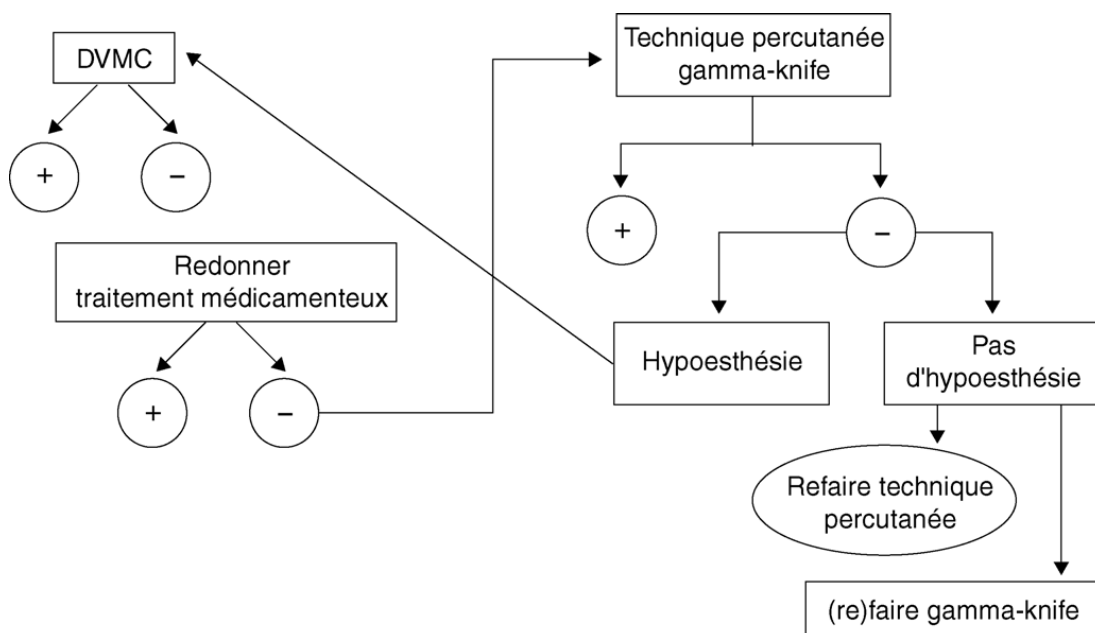 DVMC
+
−
Redonner
traitement médicamenteux
+
−
Technique percutanée
gamma-knife
+
−
Hypoesthésie
Pas
d'hypoesthésie
Refaire technique
percutanée
(re)faire gamma-knife